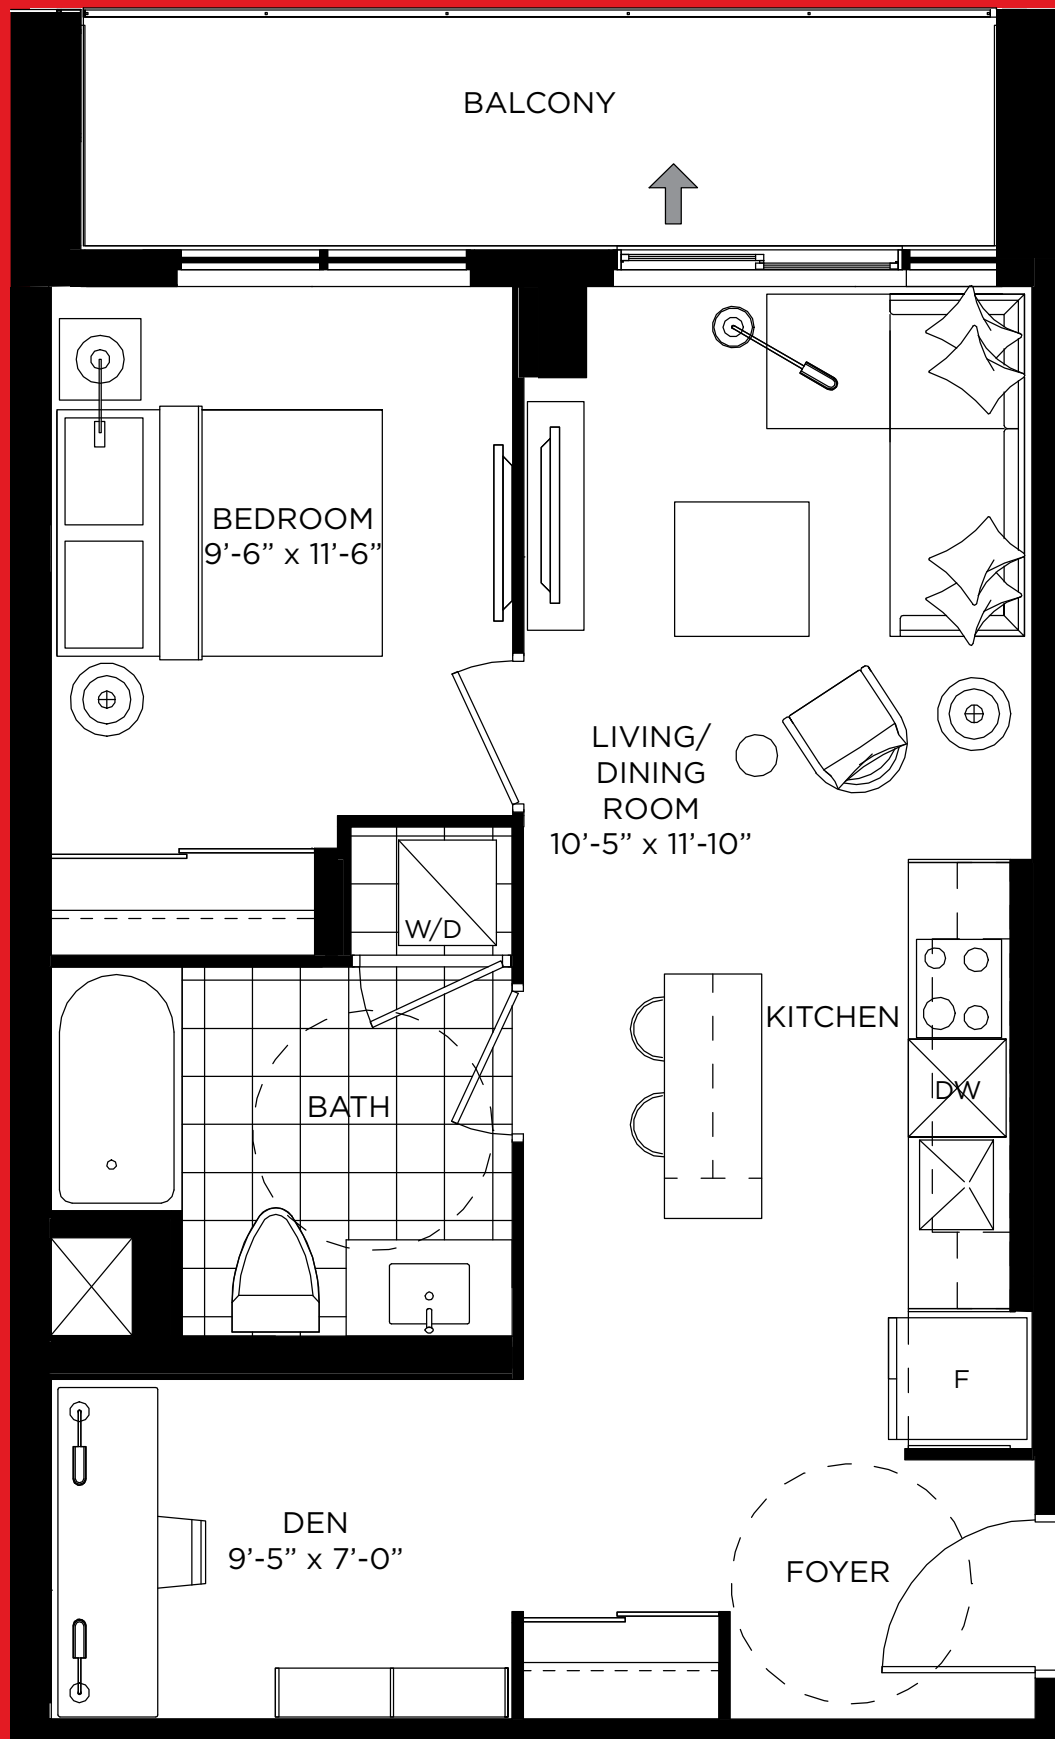 BALCONY
BEDROOM
9’-6” x 11’-6”
LIVING/
DINING
ROOM
10’-5” x 11’-10”
W/D
KITCHEN
DW
BATH
F
DEN
9’-5” x 7’-0”
FOYER